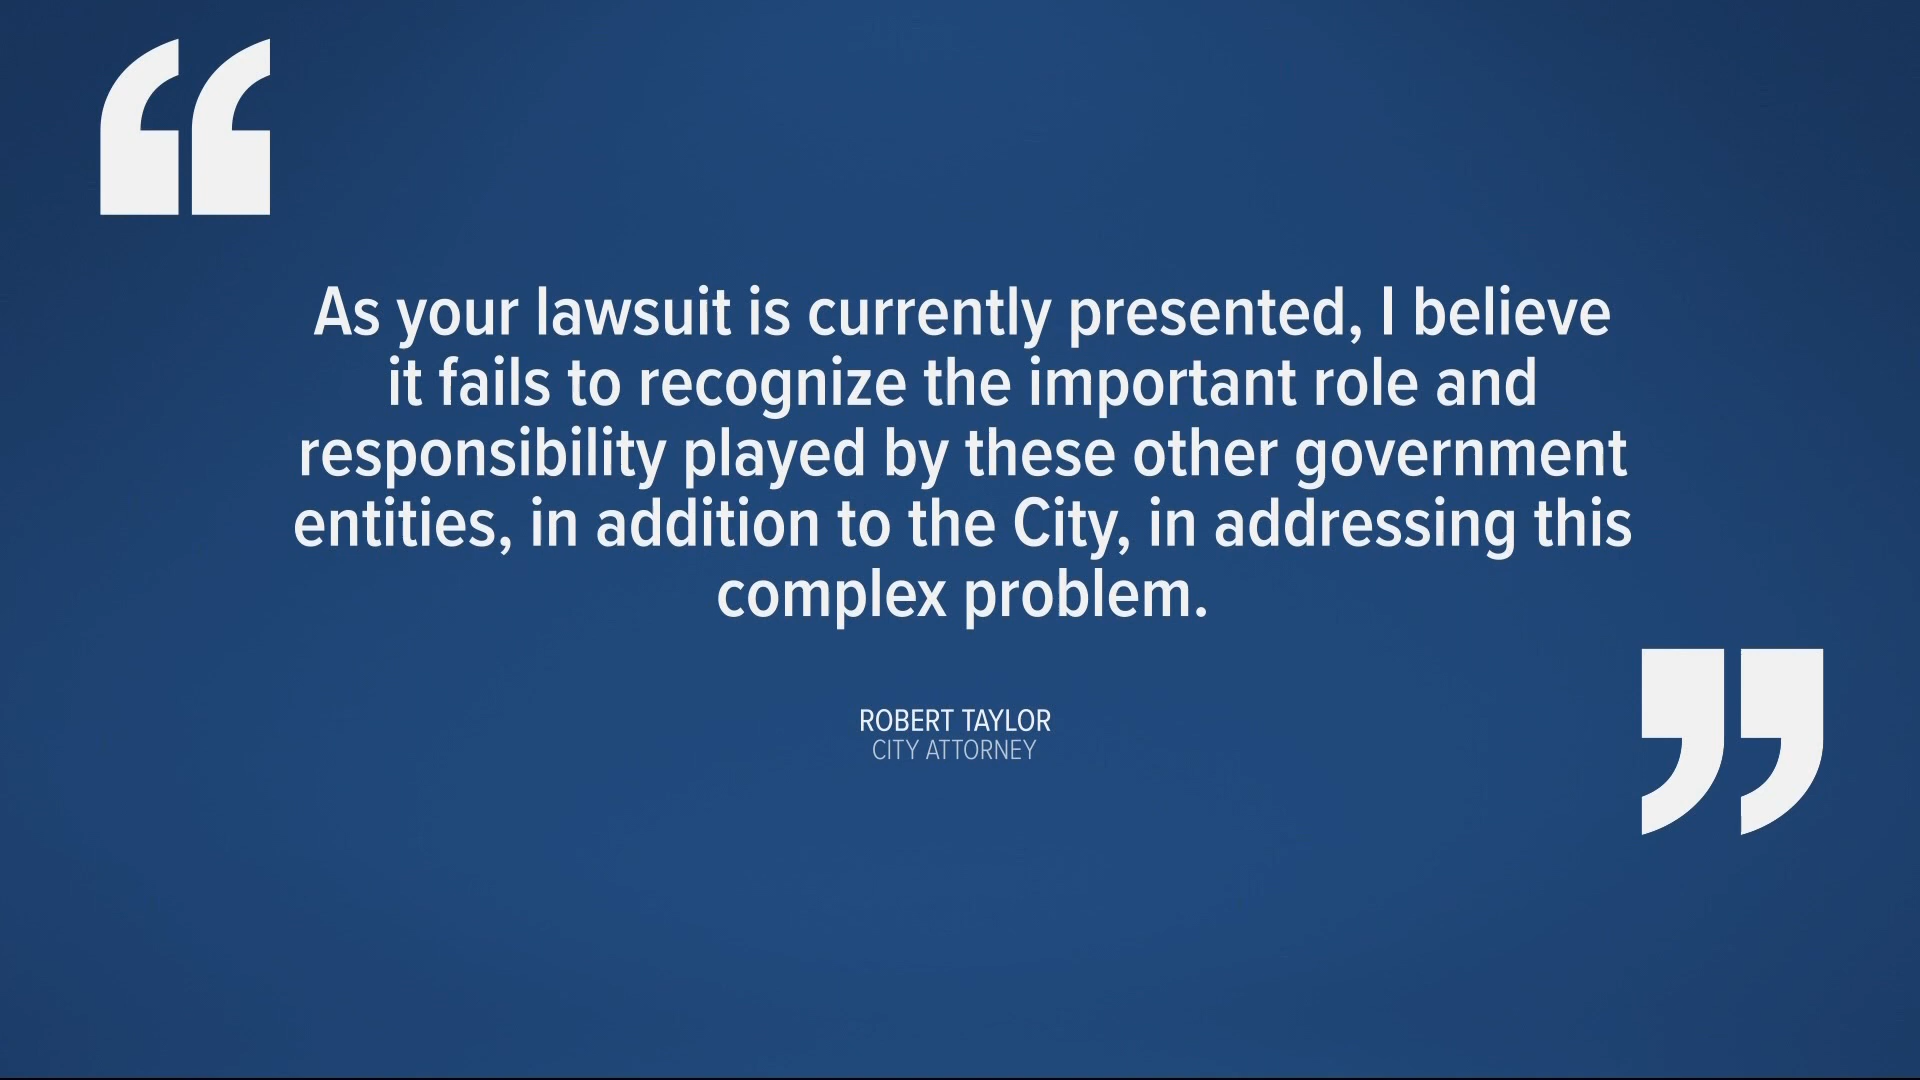 “
As your lawsuit is currently presented, I believe
it fails to recognize the important role and
responsibility played by these other government
entities, in addition to the City, in addressing this
complex problem.
”
ROBERT TAYLOR
CITY ATTORNEY